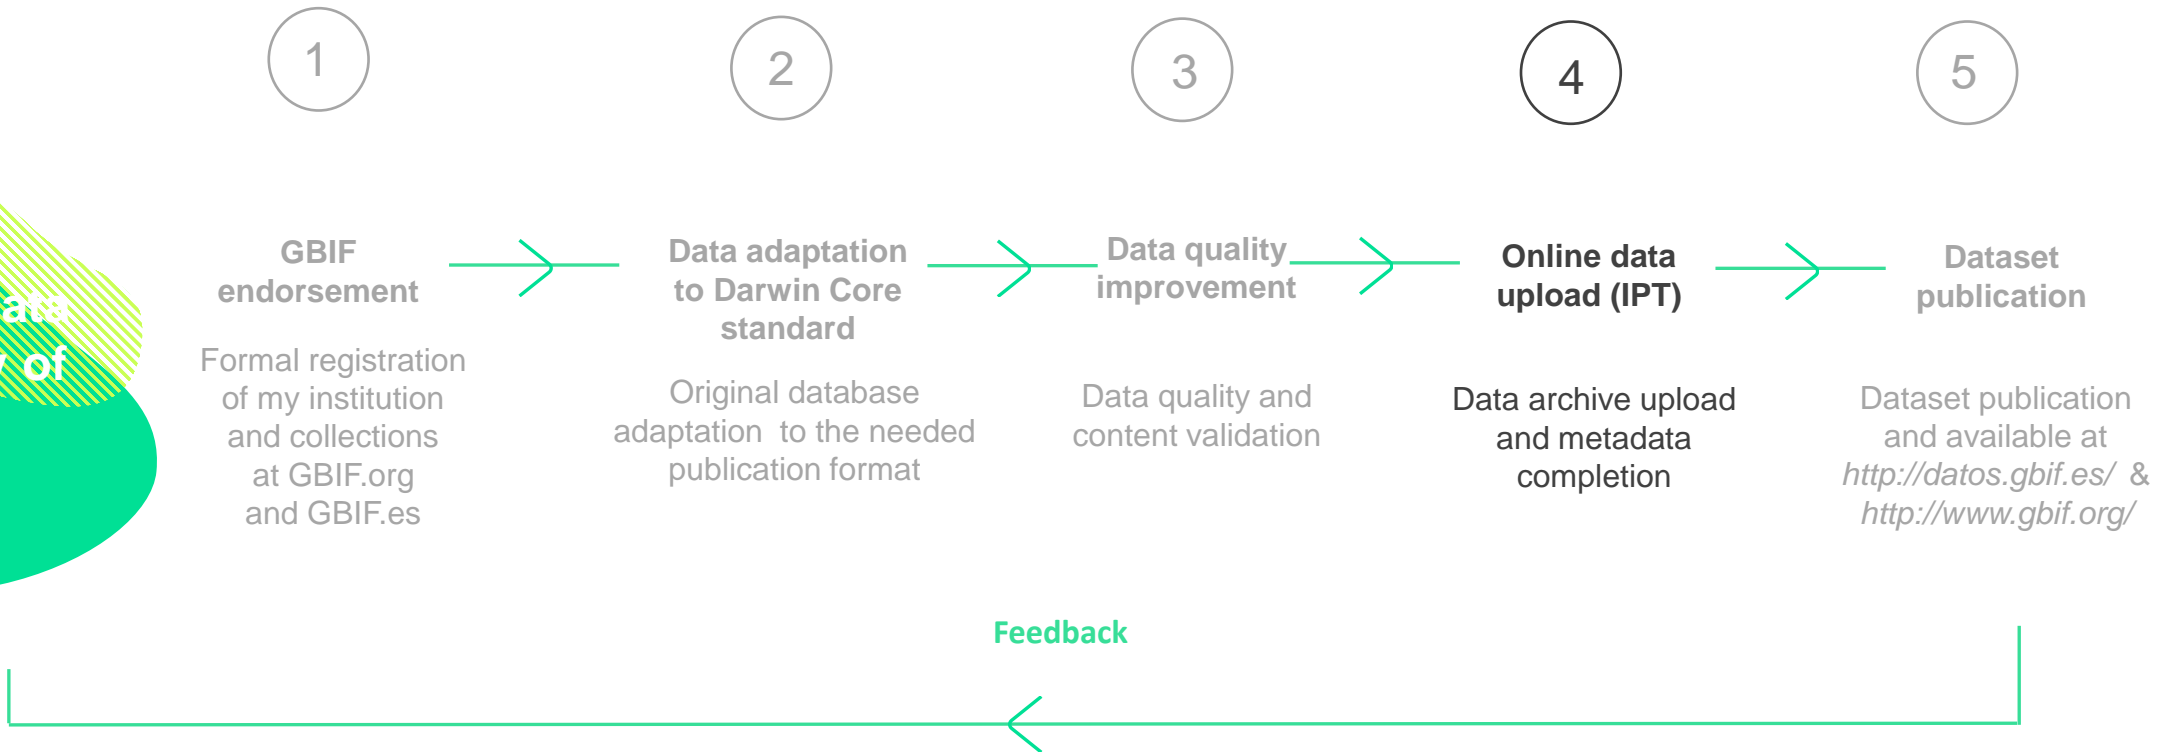 1
2
3
4
5
GBIF
endorsement
Formal registration
of my institution
and collections
at GBIF.org
and GBIF.es
Data adaptation
to Darwin Core
standard
Original database
adaptation to the needed
publication format
Data quality
improvement
Data quality and
content validation
Online data
upload (IPT)
Data archive upload
and metadata
completion
Dataset
publication
Dataset publication
and available at
http://datos.gbif.es/ &
http://www.gbif.org/
of
Feedback